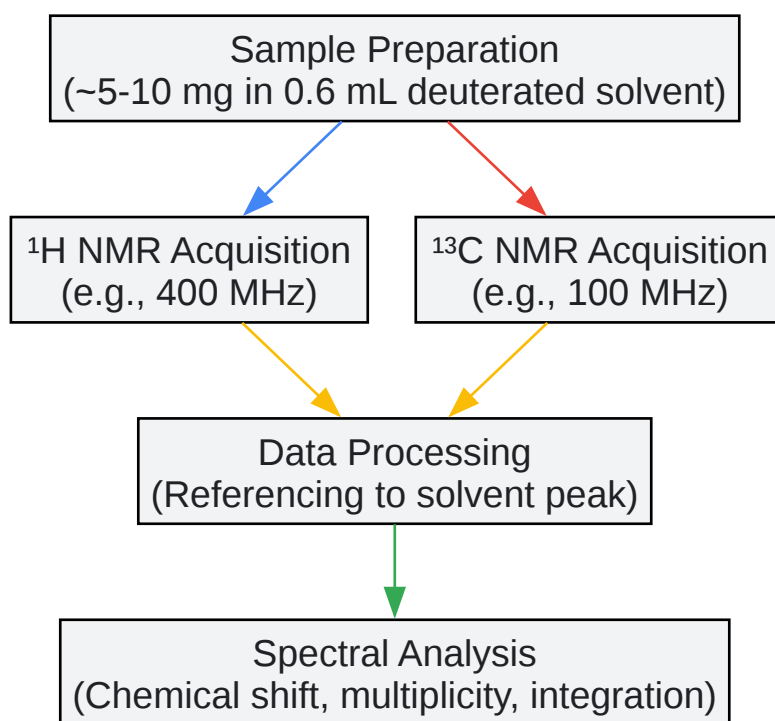 Sample Preparation
(~5-10 mg in 0.6 mL deuterated solvent)
¹H NMR Acquisition
(e.g., 400 MHz)
¹³C NMR Acquisition
(e.g., 100 MHz)
Data Processing
(Referencing to solvent peak)
Spectral Analysis
(Chemical shift, multiplicity, integration)